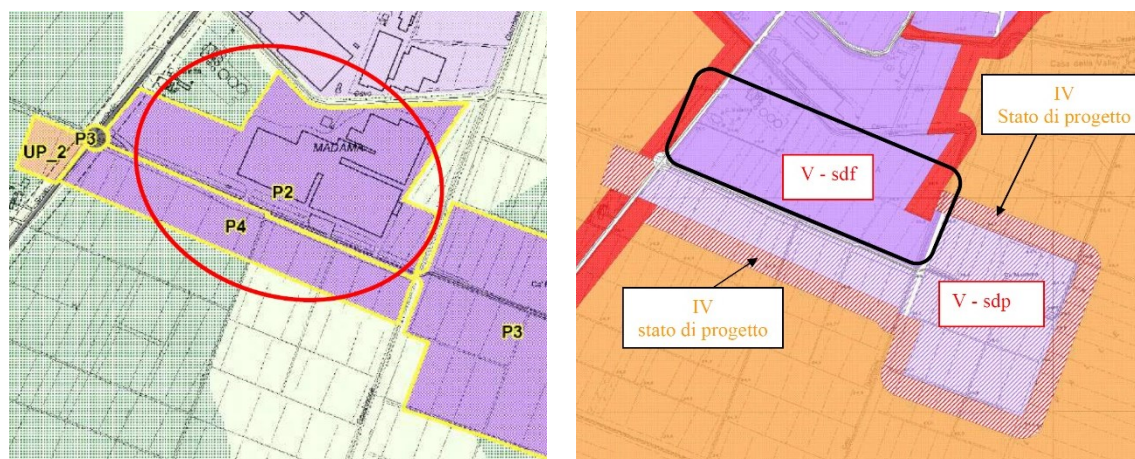 P3
UP_2
MADAMA
P2
P4
P3
IV
Stato di progetto
V - sdf
IV
stato di progetto
V - sdp